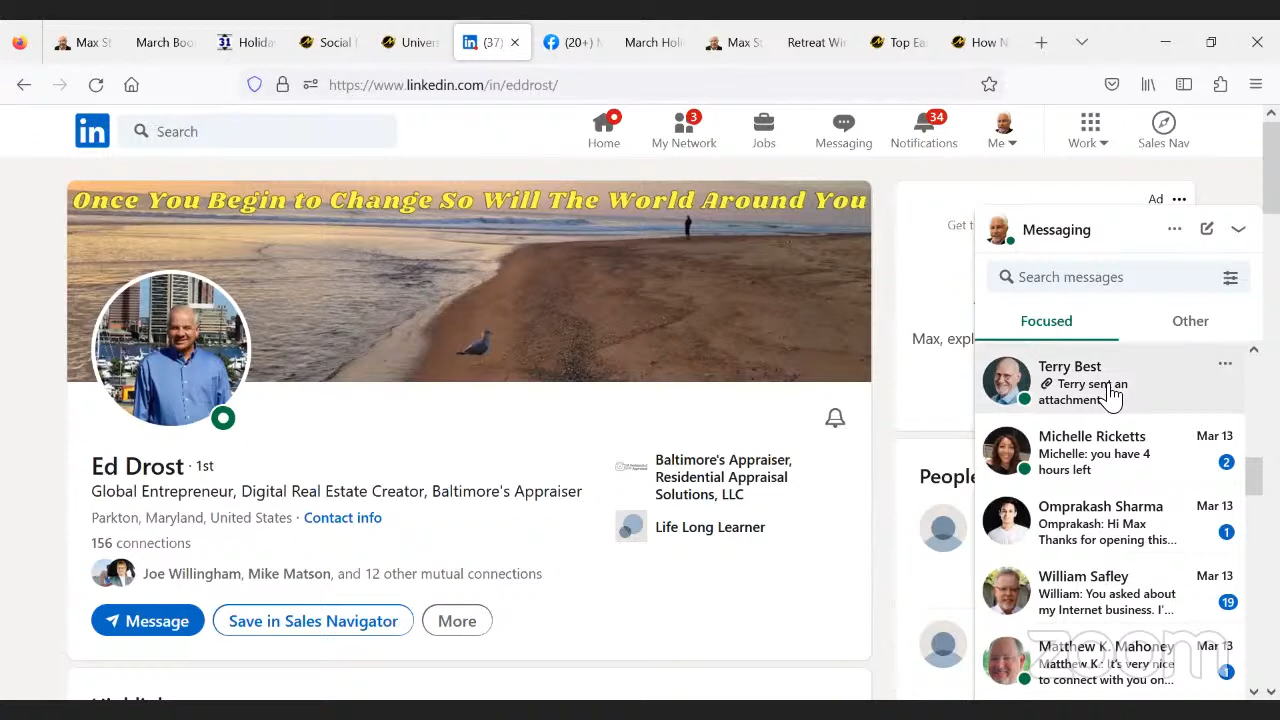 Max St
March Boo
31
Holida
Social
Univers
in
(37)
(20+)
March Holi
Max St
Retreat Wi
Top Ea
How N
https://www.linkedin.com/in/eddrost/
in
Search
Home
3
My Network
Jobs
Messaging
34
Notifications
Me
Work
Sales Nav
Once You Begin to Change So Will The World Around You
Ed Drost · 1st
Global Entrepreneur, Digital Real Estate Creator, Baltimore's Appraiser
Parkton, Maryland, United States · Contact info
156 connections
Joe Willingham, Mike Matson, and 12 other mutual connections
Message
Save in Sales Navigator
More
Baltimore's Appraiser,
Residential Appraisal
Solutions, LLC
Life Long Learner
Ad
Get
Max, expl
People
Messaging
Search messages
Focused
Other
Terry Best
Terry sent an
attachment
Michelle Ricketts
Mar 13
Michelle: you have 4
hours left
2
Omprakash Sharma
Mar 13
Omprakash: Hi Max
Thanks for opening this...
1
William Safley
Mar 13
William: You asked about
my Internet business. I'...
19
Matthew K. Mahoney
Mar 13
Matthew K.: It's very nice
to connect with you on...
1
zoom